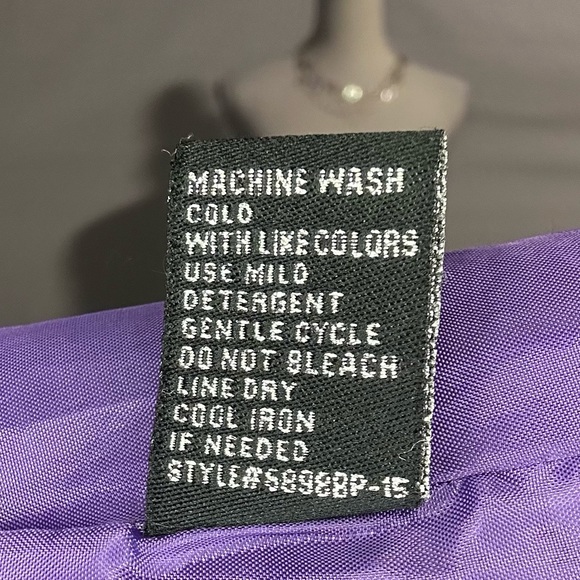 MACHINE WASH
COLD
WITH LIKE COLORS
USE MILD
DETERGENT
GENTLE CYCLE
DO NOT BLEACH
LINE DRY
COOL IRON
IF NEEDED
STYLE#5898BP-15